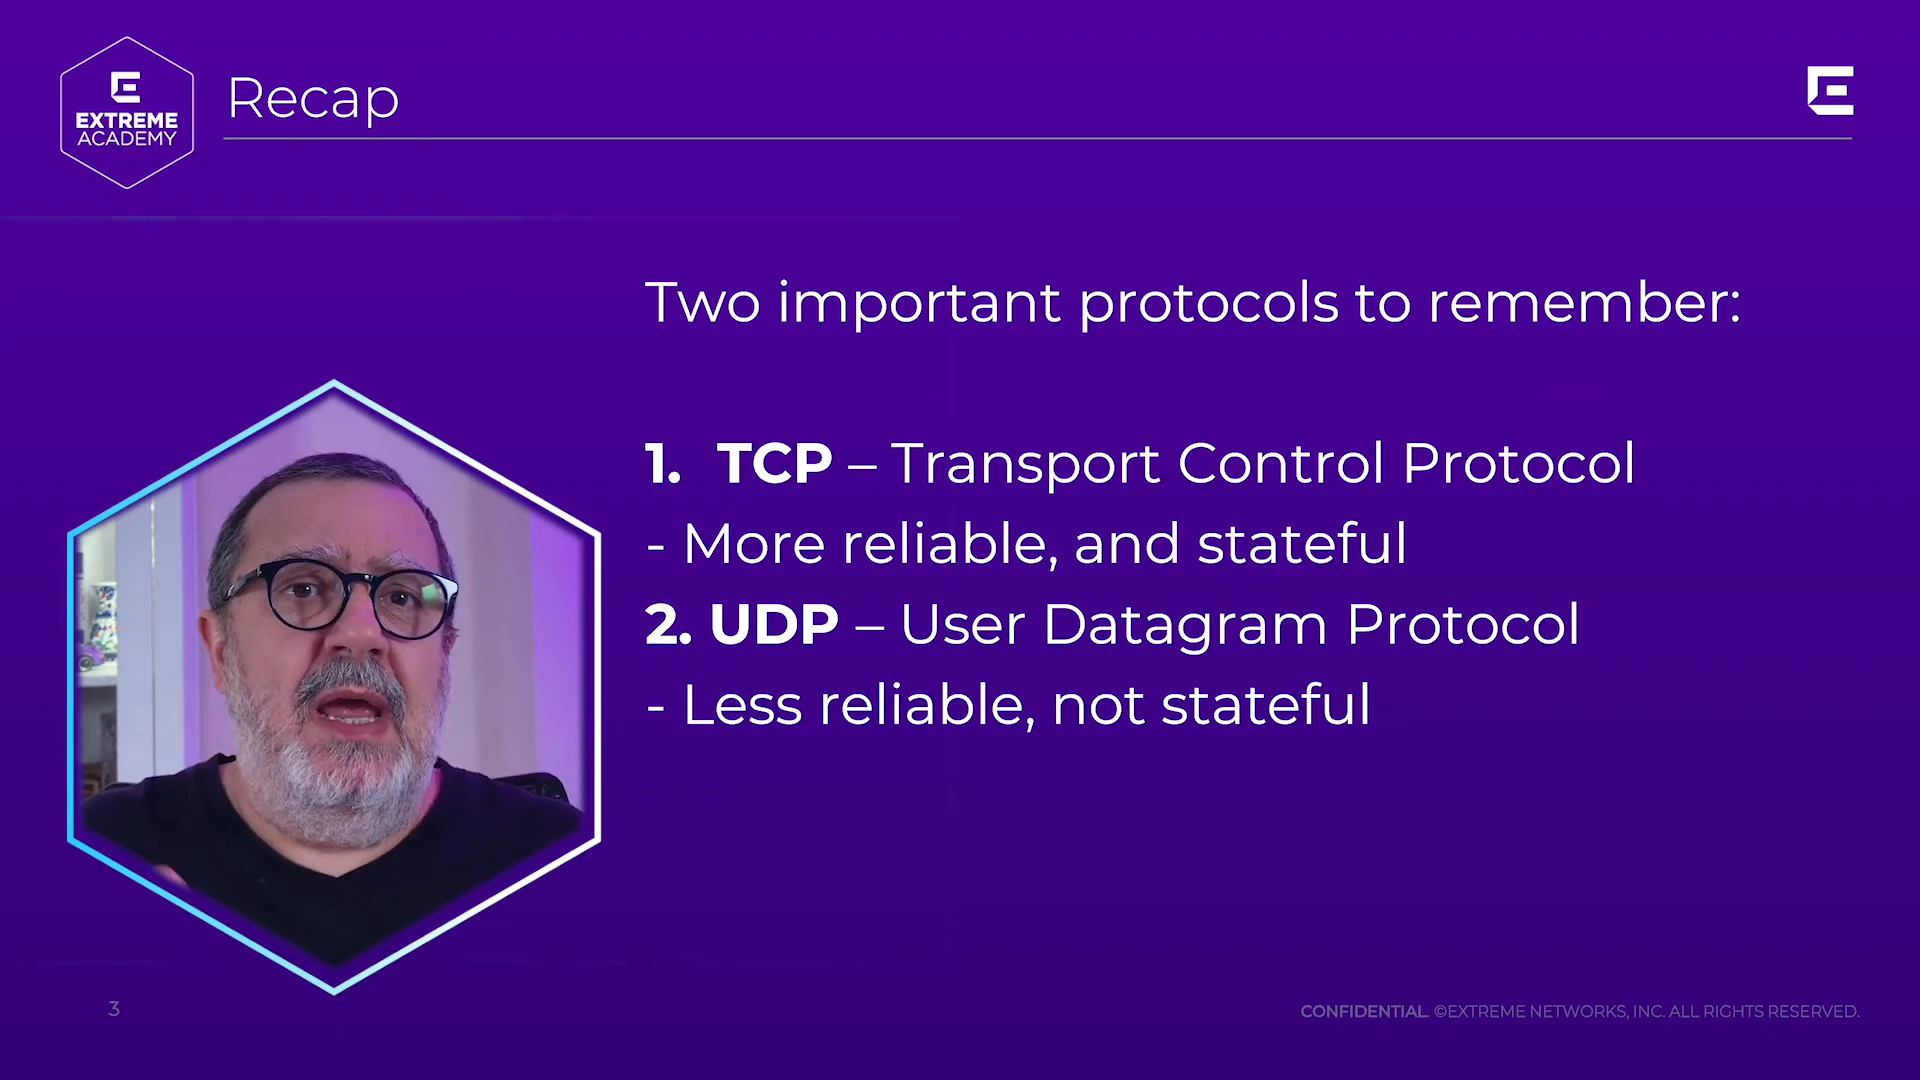 EXTREME
ACADEMY
Recap
Two important protocols to remember:
1. TCP – Transport Control Protocol
- More reliable, and stateful
2. UDP – User Datagram Protocol
- Less reliable, not stateful
3
CONFIDENTIAL. ©EXTREME NETWORKS, INC. ALL RIGHTS RESERVED.